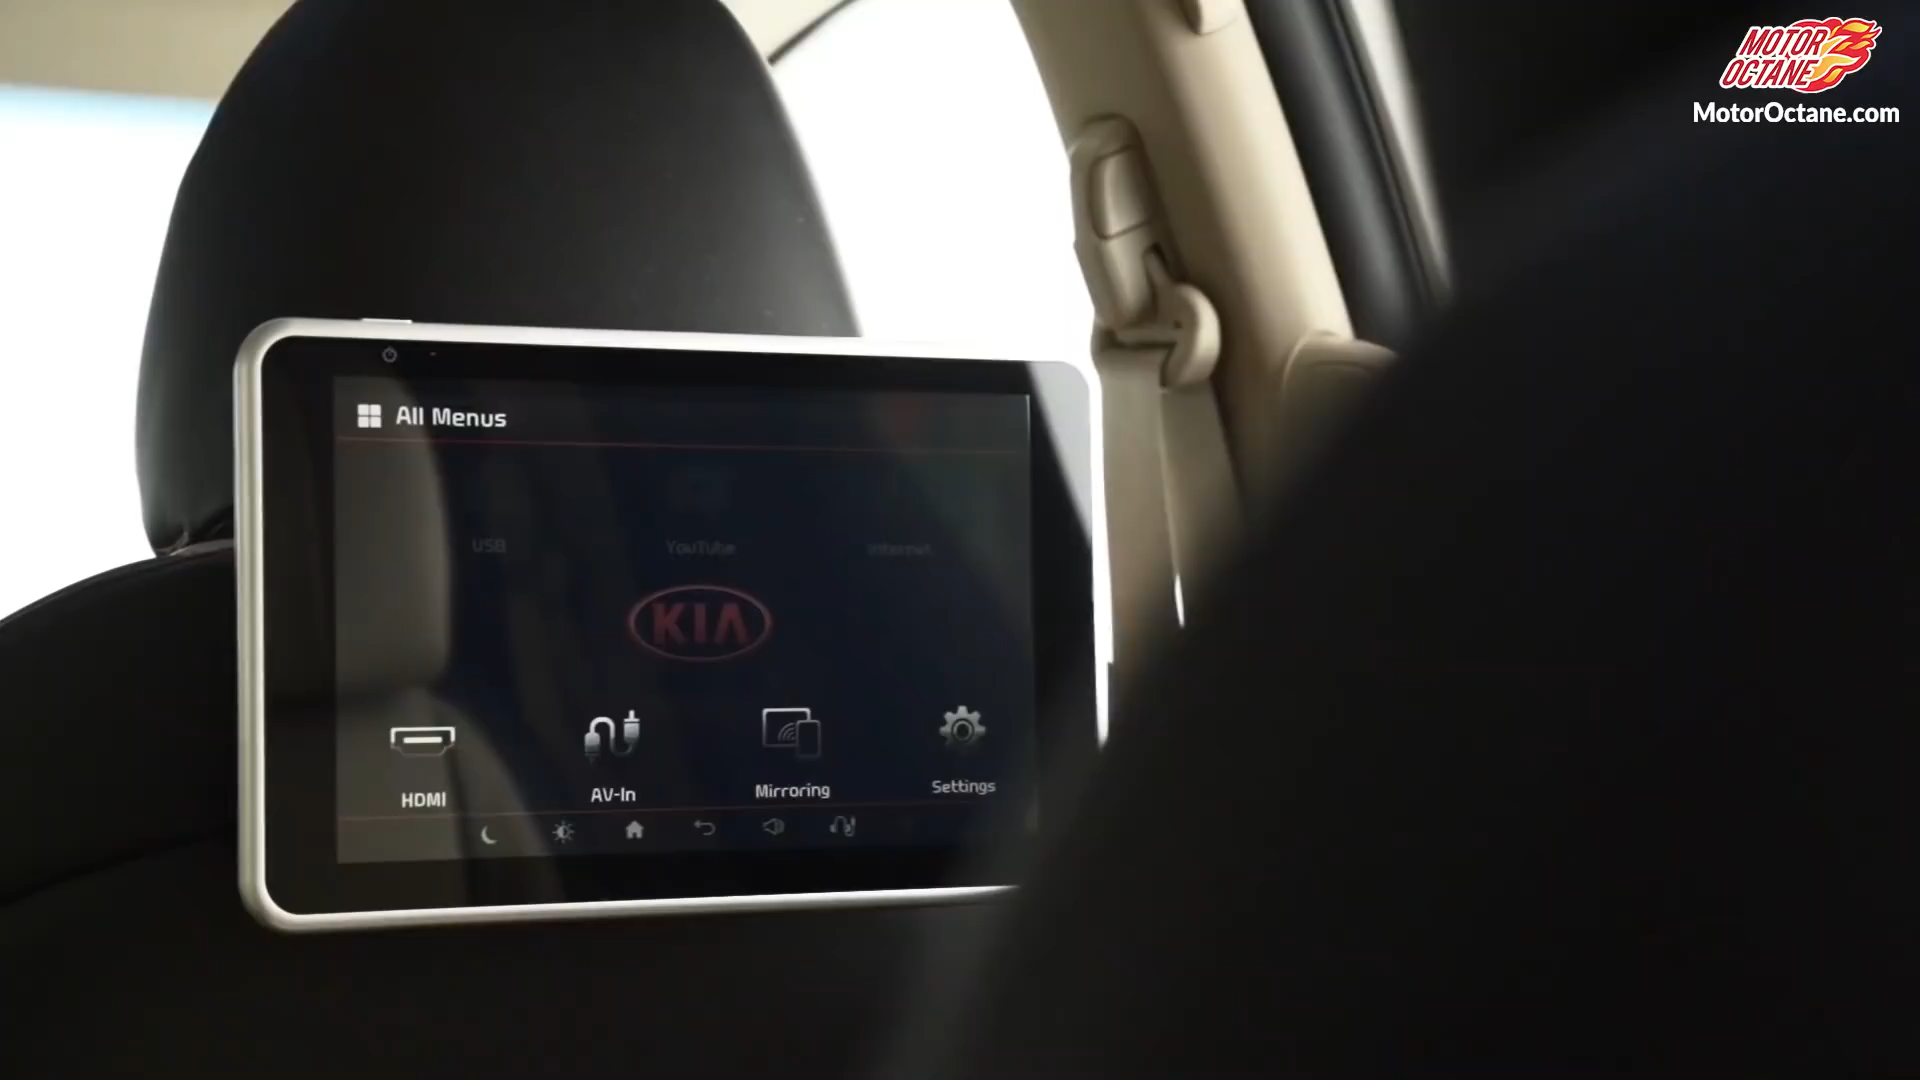 MOTOR
OCTANE
MotorOctane.com
All Menus
USB
YouTube
Internet
KIA
HDMI
AV-In
Mirroring
Settings